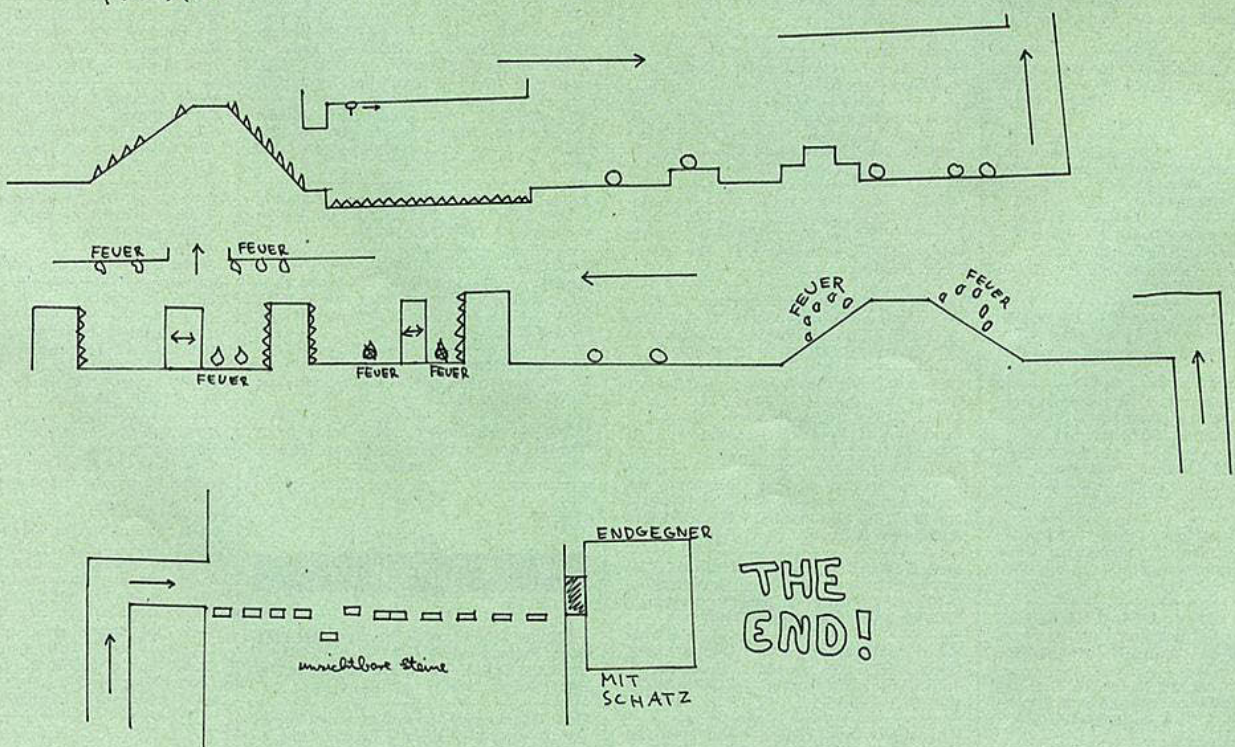 FEUER
FEUER
FEUER
FEUER
FEUER
FEUER
FEUER
ENDGEGNER
THE
END!
unsichtbare Steine
MIT
SCHATZ